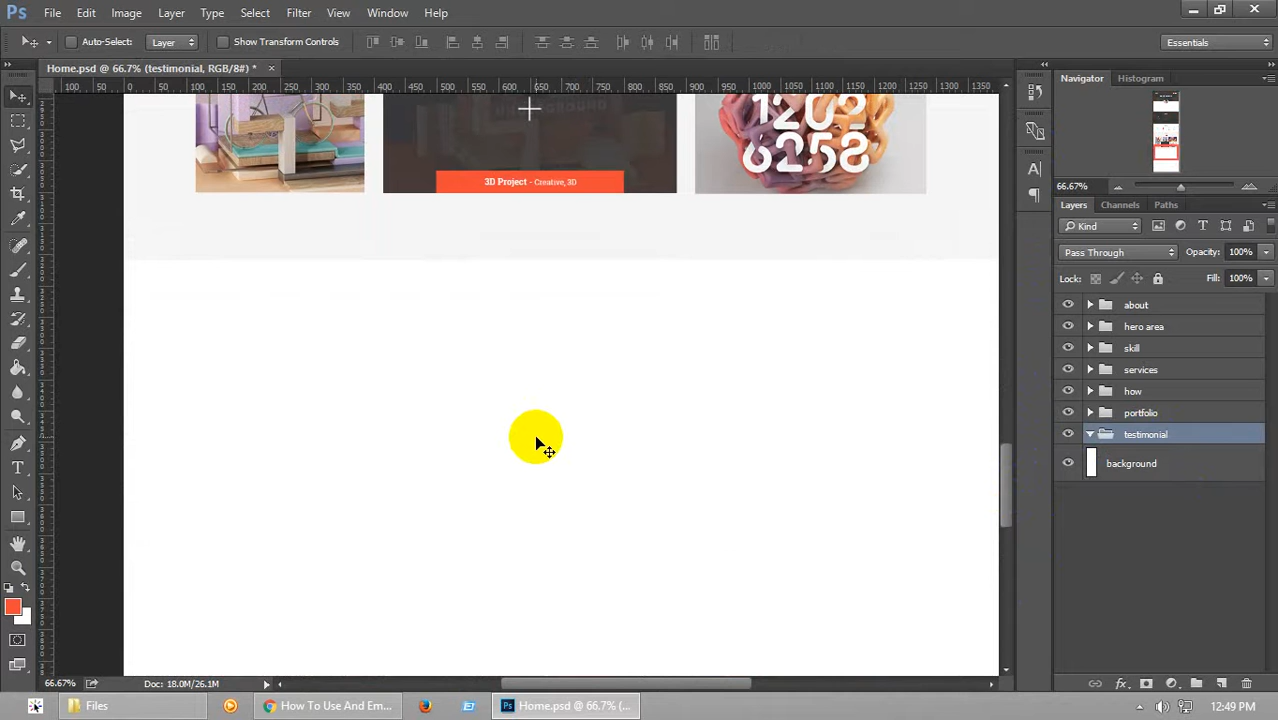 Ps File Edit Image Layer Type Select Filter 3D View Window Help
Auto-Select: Layer Show Transform Controls Essentials
Home.psd @ 66.7% (testimonial, RGB/8#) * ×
Navigator Histogram
100 50 0 50 100 150 200 250 300 350 400 450 500 550 600 650 700 750 800 850 900 950 1000 1050 1100 1150 1200 1250 1300 1350
1202
6258
3D Project - Creative, 3D
66.67%
Layers Channels Paths
Kind
Pass Through Opacity: 100%
Lock: Fill: 100%
about
hero area
skill
services
how
portfolio
testimonial
background
66.67% Doc: 18.0M/26.1M
Files How To Use And Em... Home.psd @ 66.7% (... 12:49 PM